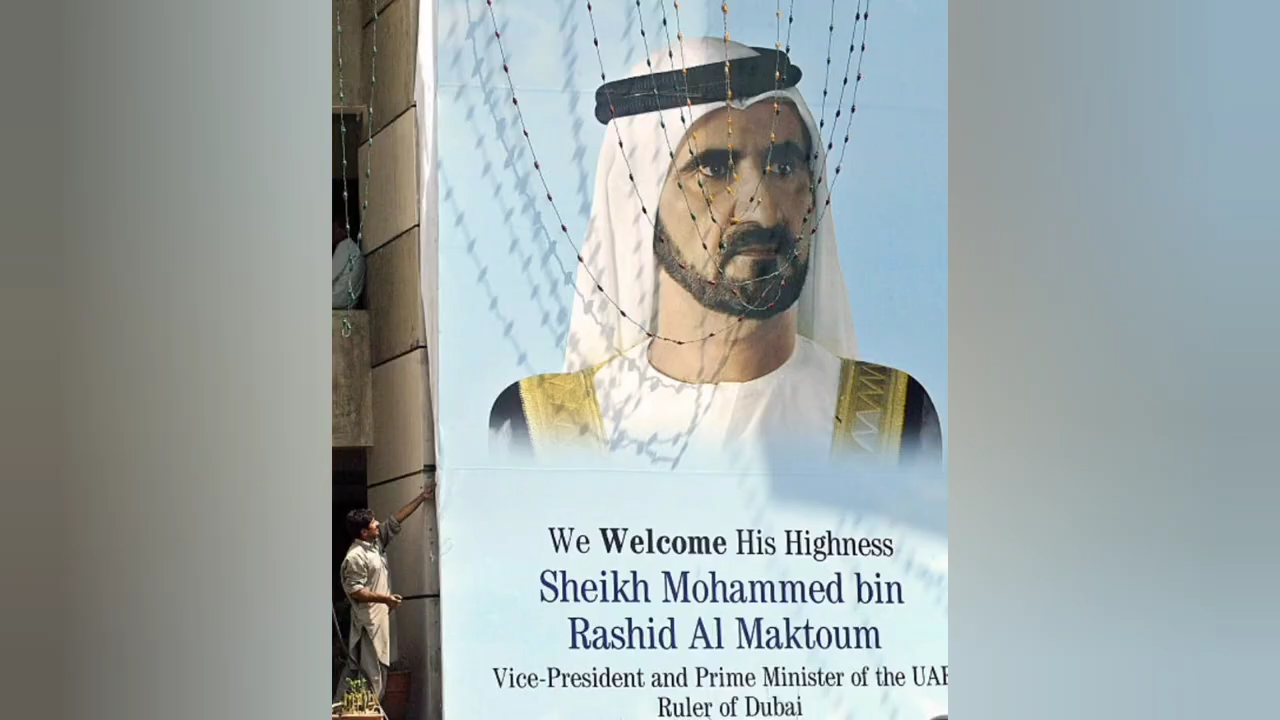 We Welcome His Highness
Sheikh Mohammed bin
Rashid Al Maktoum
Vice-President and Prime Minister of the UAE
Ruler of Dubai